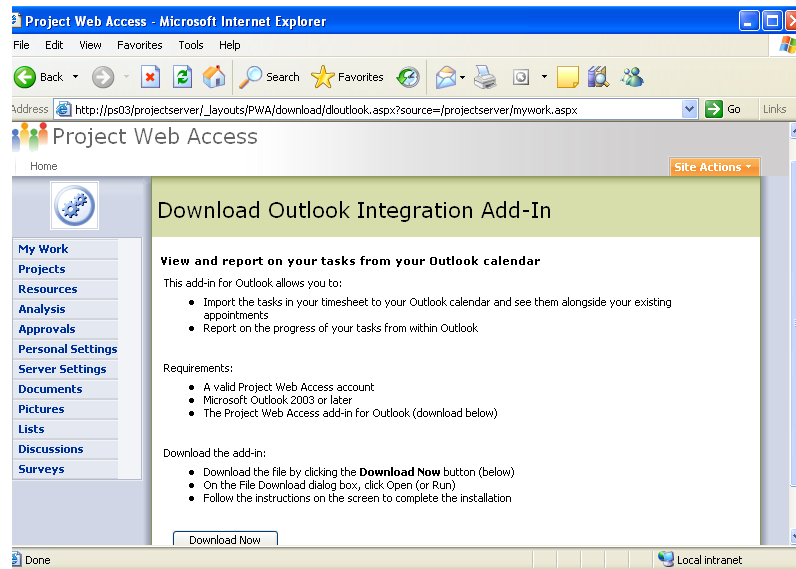 Project Web Access - Microsoft Internet Explorer
File Edit View Favorites Tools Help
Back Search Favorites
Address http://ps03/projectserver/_layouts/PWA/download/dloutlook.aspx?source=/projectserver/mywork.aspx Go Links
Project Web Access
Home
Site Actions
Download Outlook Integration Add-In
My Work
Projects
Resources
Analysis
Approvals
Personal Settings
Server Settings
Documents
Pictures
Lists
Discussions
Surveys
View and report on your tasks from your Outlook calendar
This add-in for Outlook allows you to:
• Import the tasks in your timesheet to your Outlook calendar and see them alongside your existing
appointments
• Report on the progress of your tasks from within Outlook
Requirements:
• A valid Project Web Access account
• Microsoft Outlook 2003 or later
• The Project Web Access add-in for Outlook (download below)
Download the add-in:
• Download the file by clicking the Download Now button (below)
• On the File Download dialog box, click Open (or Run)
• Follow the instructions on the screen to complete the installation
Download Now
Done
Local intranet